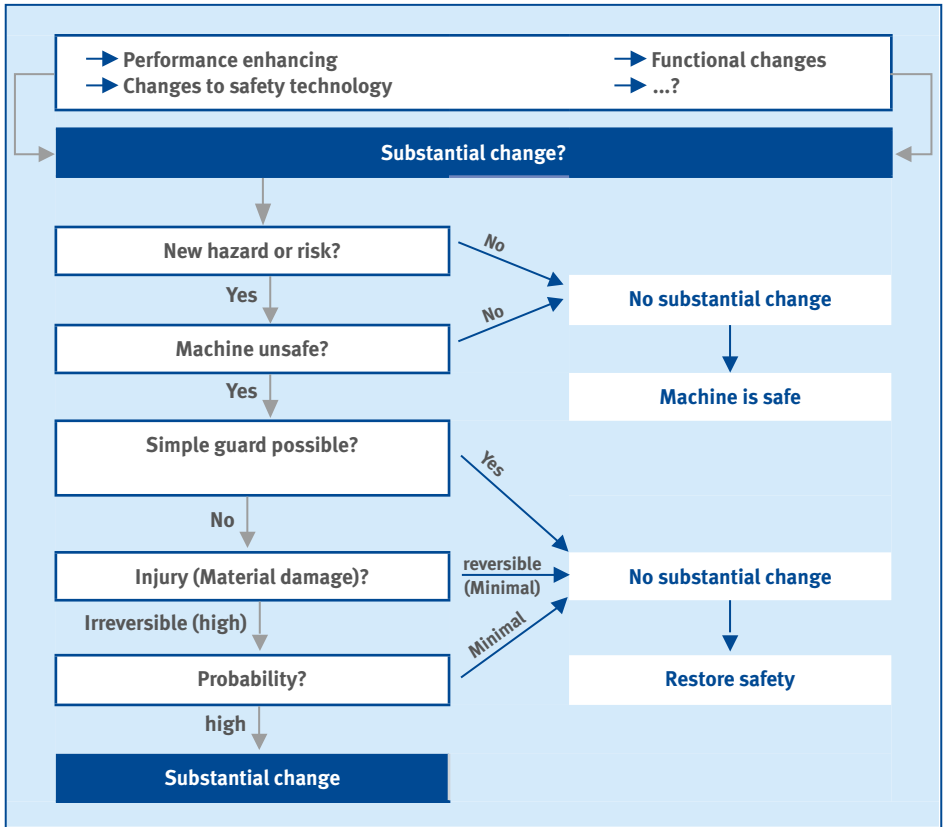 → Performance enhancing
→ Functional changes
→ Changes to safety technology
→ ...?
Substantial change?
New hazard or risk?
No
No substantial change
Yes
No
Machine unsafe?
Machine is safe
Yes
Simple guard possible?
Yes
No
Injury (Material damage)?
reversible
(Minimal)
No substantial change
Irreversible (high)
Minimal
Probability?
Restore safety
high
Substantial change